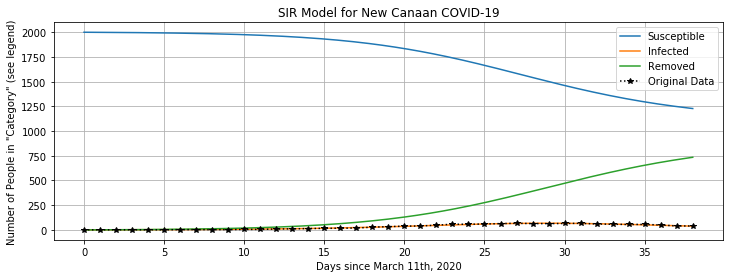 SIR Model for New Canaan COVID-19
Number of People in "Category" (see legend)
2000
1750
1500
1250
1000
750
500
250
0
Susceptible
Infected
Removed
Original Data
0 5 10 15 20 25 30 35
Days since March 11th, 2020